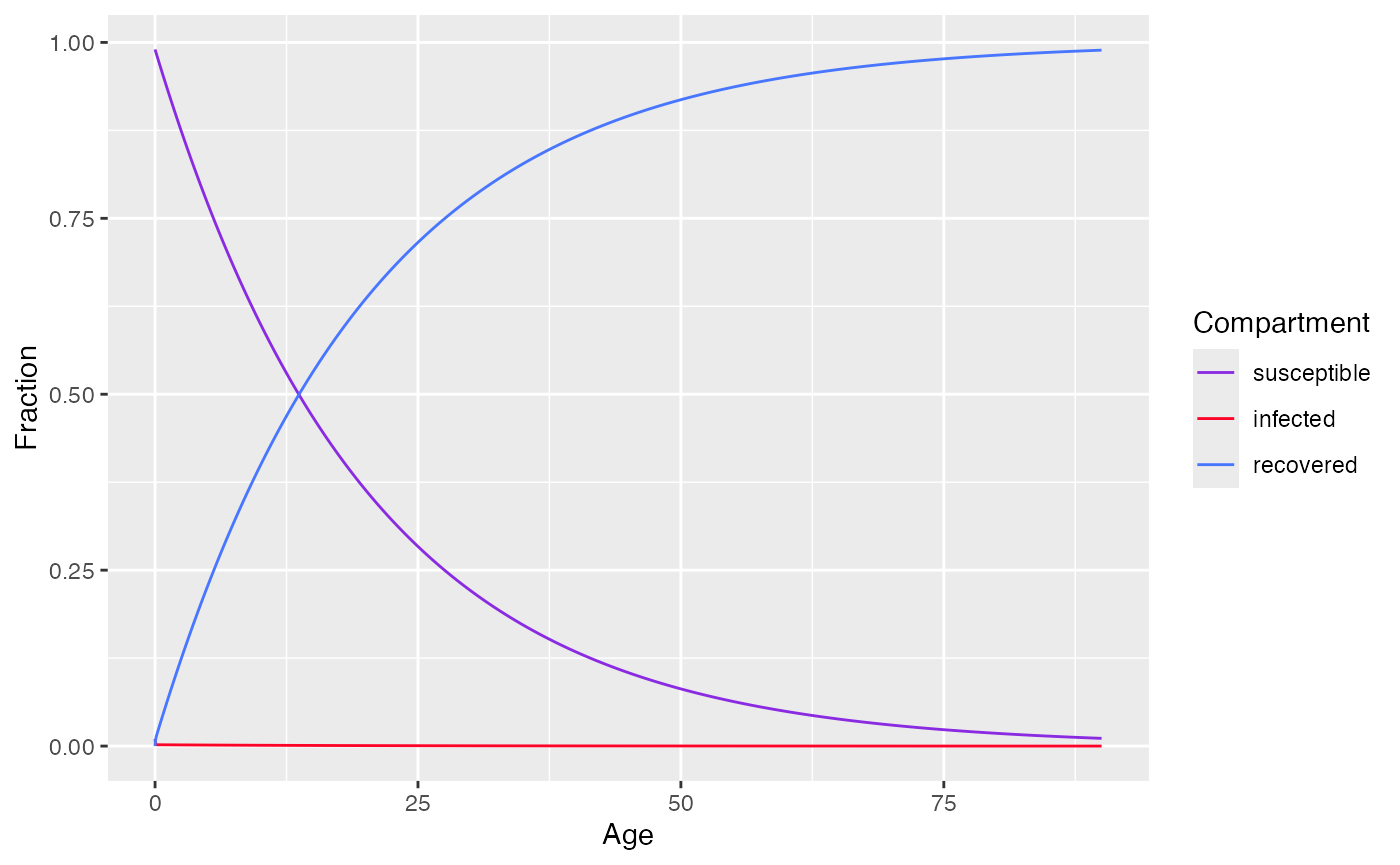 1.00
0.75
0.50
0.25
0.00
Fraction
0 25 50 75
Age
Compartment
susceptible
infected
recovered